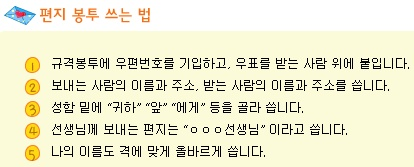 편지 봉투 쓰는 법
1 규격봉투에 우편번호를 기입하고, 우표를 받는 사람 위에 붙입니다.
2 보내는 사람의 이름과 주소, 받는 사람의 이름과 주소를 씁니다.
3 성함 밑에 “귀하” “앞” “에게” 등을 골라 씁니다.
4 선생님께 보내는 편지는 “ㅇㅇㅇ선생님” 이라고 씁니다.
5 나의 이름도 격에 맞게 올바르게 씁니다.